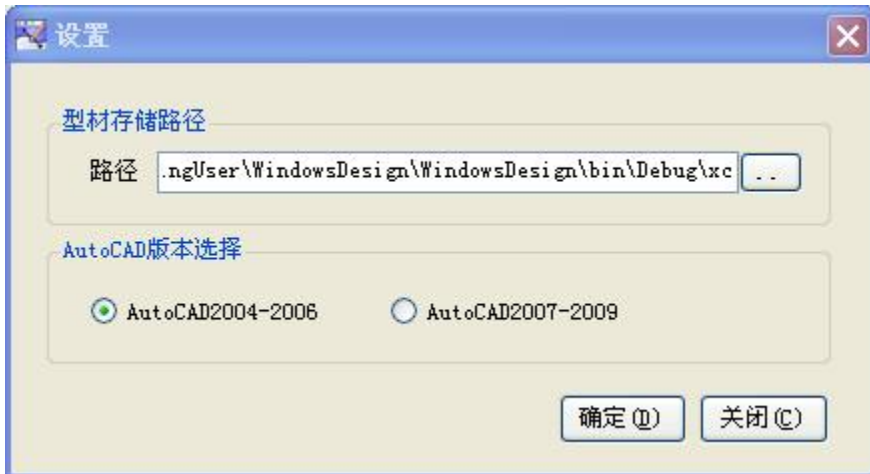 设置
型材存储路径
路径 .ngUser\WindowsDesign\WindowsDesign\bin\Debug\xc ..
AutoCAD版本选择
AutoCAD2004-2006 AutoCAD2007-2009
确定(D) 关闭(C)